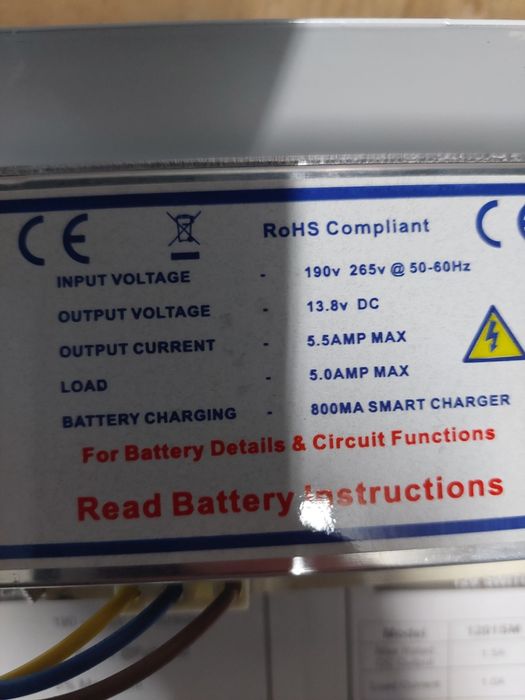 CE RoHS Compliant
INPUT VOLTAGE - 190v 265v @ 50-60Hz
OUTPUT VOLTAGE - 13.8v DC
OUTPUT CURRENT - 5.5AMP MAX
LOAD - 5.0AMP MAX
BATTERY CHARGING - 800MA SMART CHARGER
For Battery Details & Circuit Functions
Read Battery Instructions
Model